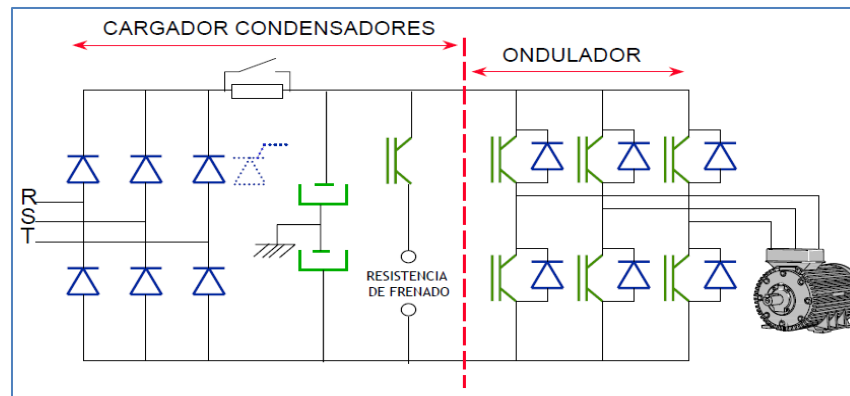 CARGADOR CONDENSADORES
ONDULADOR
R
S
T
RESISTENCIA
DE FRENADO